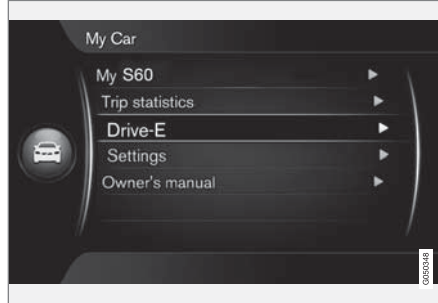 My Car
My S60
Trip statistics
Drive-E
Settings
Owner's manual
G050348